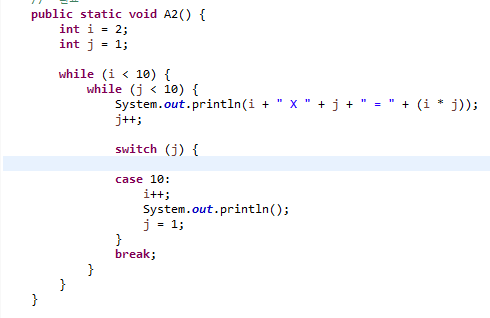 public static void A2() {
int i = 2;
int j = 1;
while (i < 10) {
while (j < 10) {
System.out.println(i + " X " + j + " = " + (i * j));
j++;
switch (j) {
case 10:
i++;
System.out.println();
j = 1;
}
break;
}
}
}